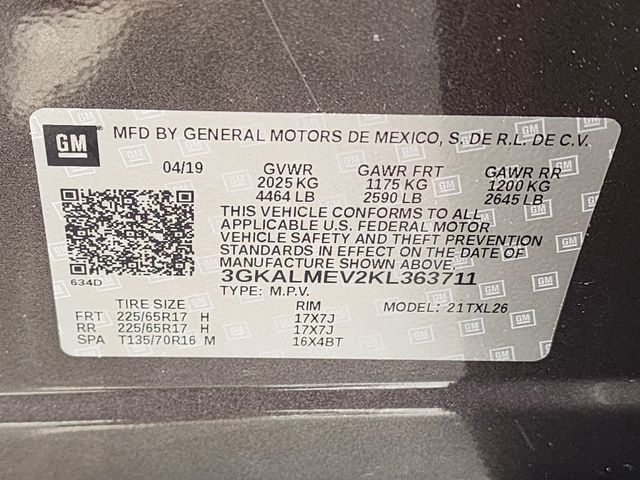 GM MFD BY GENERAL MOTORS DE MEXICO, S. DE R.L. DE C.V.
04/19 GVWR GAWR FRT GAWR RR
2025 KG 1175 KG 1200 KG
4464 LB 2590 LB 2645 LB
THIS VEHICLE CONFORMS TO ALL
APPLICABLE U.S. FEDERAL MOTOR
VEHICLE SAFETY AND THEFT PREVENTION
STANDARDS IN EFFECT ON THE DATE OF
MANUFACTURE SHOWN ABOVE.
634D 3GKALMEV2KL363711
TYPE: M.P.V.
TIRE SIZE RIM MODEL: 21TXL26
FRT 225/65R17 H 17X7J
RR 225/65R17 H 17X7J
SPA T135/70R16 M 16X4BT